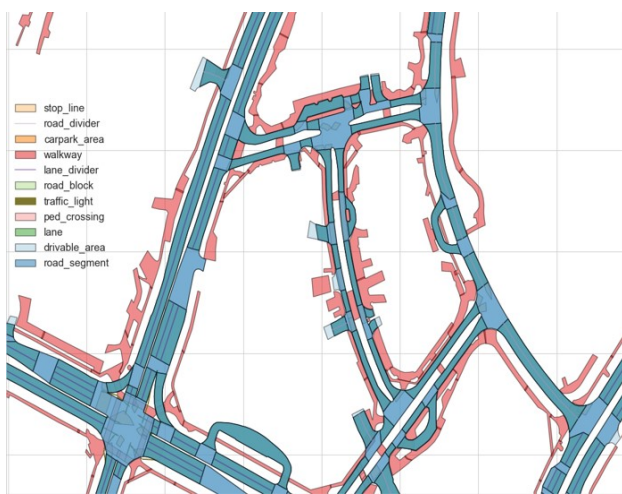 stop_line
road_divider
carpark_area
walkway
lane_divider
road_block
traffic_light
ped_crossing
lane
drivable_area
road_segment